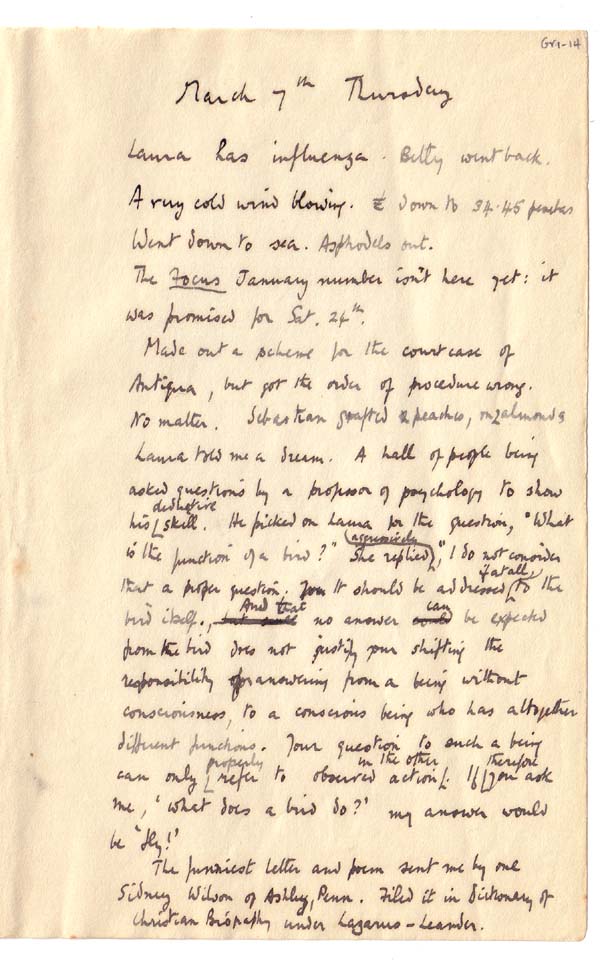 Gr1-14
March 7th Thursday
Laura has influenza. Betty went back.
A very cold wind blowing. £ down to 34.45 pesetas
Went down to sea. Asphodels out.
The Focus January number isn't here yet: it
was promised for Sat. 24th.
Made out a scheme for the court case of
Antigua, but got the order of procedure wrong.
No matter. Sebastian grafted 2 peaches, on 2 almonds
Laura told me a dream. A hall of people being
asked questions by a professor of psychology to show
deductive
his skill. He picked on Laura for the question, "What
aggressively
is the function of a bird?" She replied, "I do not consider
if at all,
that a proper question. You It should be addressed to the
And that can
bird itself., but such no answer could be expected
from the bird does not justify your shifting the
responsibility of answering from a being without
consciousness, to a conscious being who has altogether
different functions. Your question to such a being
properly in the other therefore
can only refer to observed action. If you ask
me, 'what does a bird do?' my answer would
be "fly!'
The funniest letter and poem sent me by one
Sidney Wilson of Ashley, Penn. Filed it in Dictionary of
Christian Biography under Lazarus-Leander.